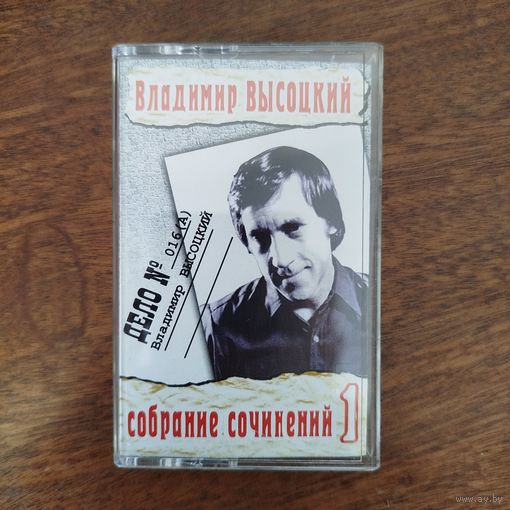 Владимир ВЫСОЦКИЙ
ДЕЛО № 016(А)
Владимир ВЫСОЦКИЙ
собрание сочинений 1
www.ay.by